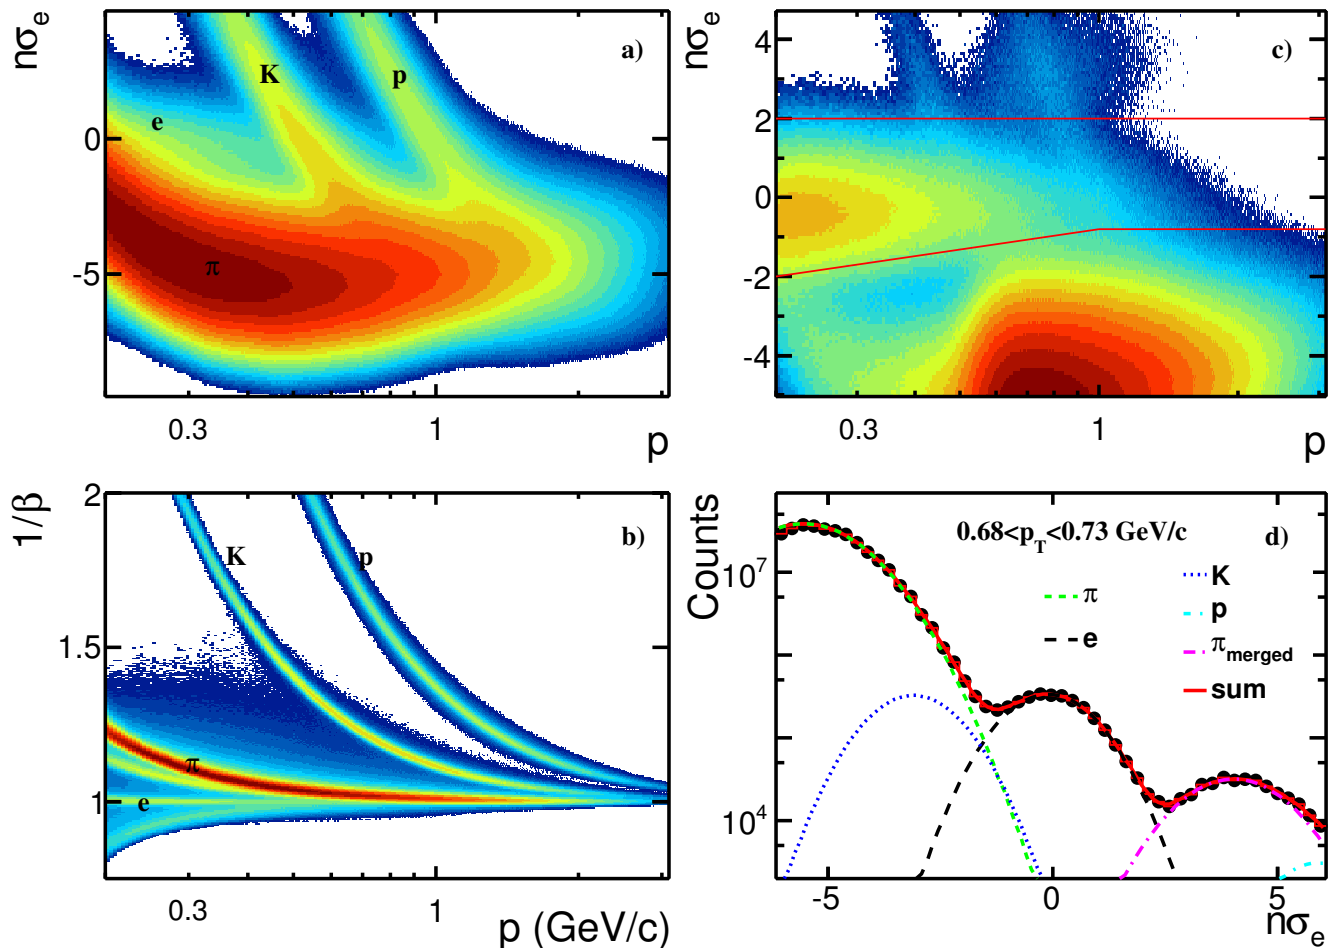 nσe
a)
K
p
e
π
0
-5
0.3
1
p
nσe
c)
4
2
0
-2
-4
0.3
1
p
1/β
b)
2
1.5
1
K
p
π
e
0.3
1
p (GeV/c)
Counts
0.68<pT<0.73 GeV/c
d)
π
e
K
p
πmerged
sum
10^7
10^4
-5
0
5
nσe